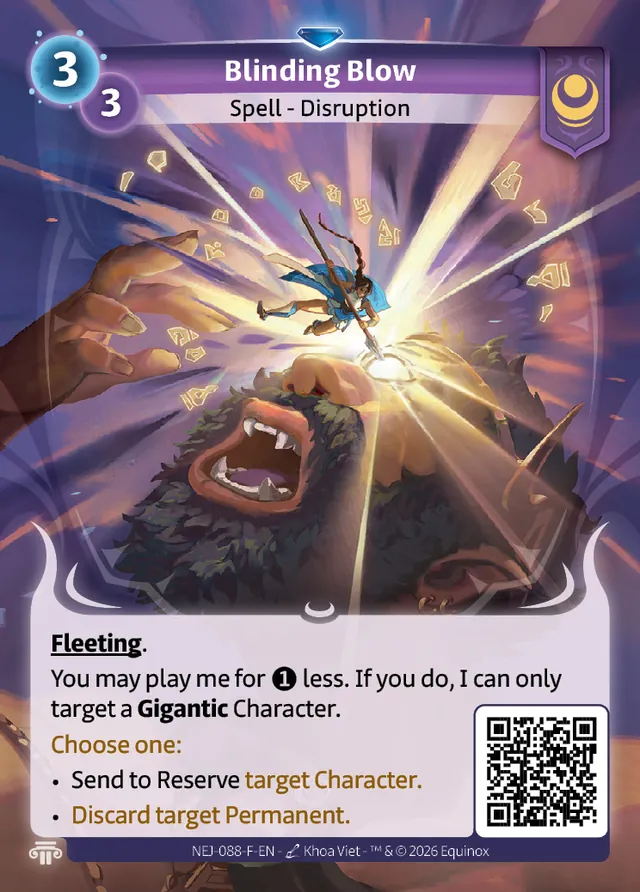 3
3
Blinding Blow
Spell - Disruption
Fleeting.
You may play me for 1 less. If you do, I can only
target a Gigantic Character.
Choose one:
• Send to Reserve target Character.
• Discard target Permanent.
NEJ-088-F-EN - Khoa Viet - ™ & © 2026 Equinox